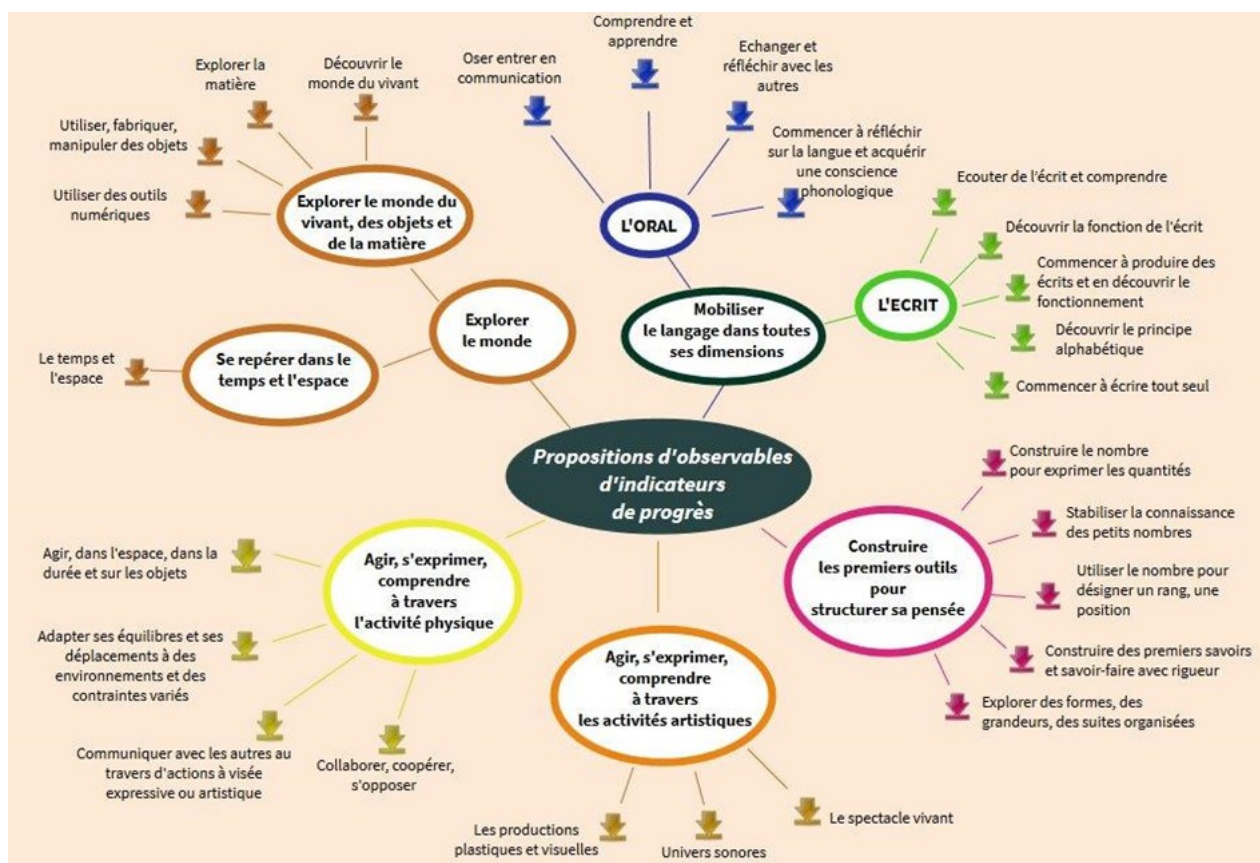 Comprendre et
apprendre
Oser entrer en
communication
Echanger et
réfléchir avec les
autres
Commencer à réfléchir
sur la langue et acquérir
une conscience
phonologique
L'ORAL
Explorer la
matière
Découvrir le
monde du vivant
Utiliser, fabriquer,
manipuler des objets
Utiliser des outils
numériques
Explorer le monde du
vivant, des objets et
de la matière
Explorer
le monde
Se repérer dans le
temps et l'espace
Le temps et
l'espace
Mobiliser
le langage dans toutes
ses dimensions
L'ECRIT
Ecouter de l'écrit et comprendre
Découvrir la fonction de l'écrit
Commencer à produire des
écrits et en découvrir le
fonctionnement
Découvrir le principe
alphabétique
Commencer à écrire tout seul
Propositions d'observables
d'indicateurs
de progrès
Construire
les premiers outils
pour
structurer sa pensée
Construire le nombre
pour exprimer les quantités
Stabiliser la connaissance
des petits nombres
Utiliser le nombre pour
désigner un rang, une
position
Construire des premiers savoirs
et savoir-faire avec rigueur
Explorer des formes, des
grandeurs, des suites organisées
Agir, s'exprimer,
comprendre
à travers
l'activité physique
Agir, dans l'espace, dans la
durée et sur les objets
Adapter ses équilibres et ses
déplacements à des
environnements et des
contraintes variés
Communiquer avec les autres au
travers d'actions à visée
expressive ou artistique
Collaborer, coopérer,
s'opposer
Agir, s'exprimer,
comprendre
à travers
les activités artistiques
Les productions
plastiques et visuelles
Univers sonores
Le spectacle vivant